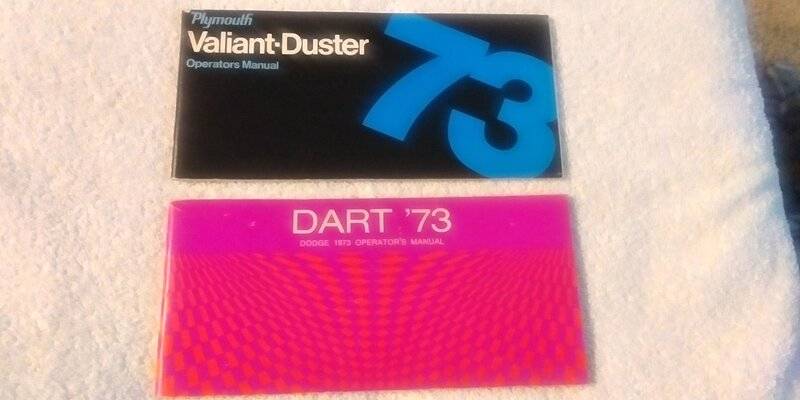 Plymouth
Valiant·Duster
Operators Manual
73
DART '73
DODGE 1973 OPERATOR'S MANUAL